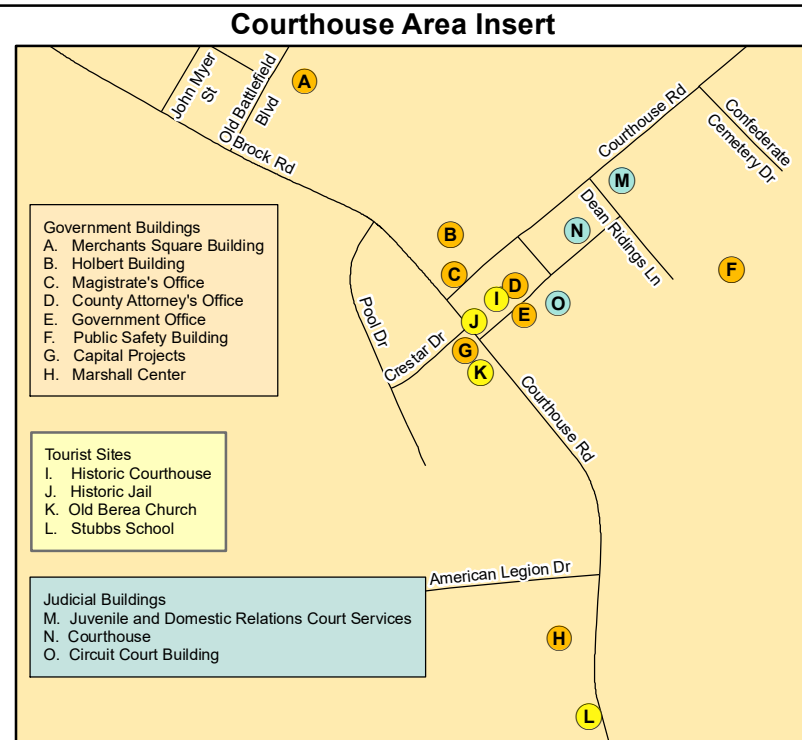 Courthouse Area Insert
John Myer
St
Old Battlefield
Blvd
A
Brock Rd
Courthouse Rd
Confederate
Cemetery Dr
M
Dean Ridings Ln
N
B
F
C
D
I
O
E
J
G
K
Pool Dr
Crestar Dr
Courthouse Rd
Government Buildings
A. Merchants Square Building
B. Holbert Building
C. Magistrate's Office
D. County Attorney's Office
E. Government Office
F. Public Safety Building
G. Capital Projects
H. Marshall Center
Tourist Sites
I. Historic Courthouse
J. Historic Jail
K. Old Berea Church
L. Stubbs School
American Legion Dr
Judicial Buildings
M. Juvenile and Domestic Relations Court Services
N. Courthouse
O. Circuit Court Building
H
L